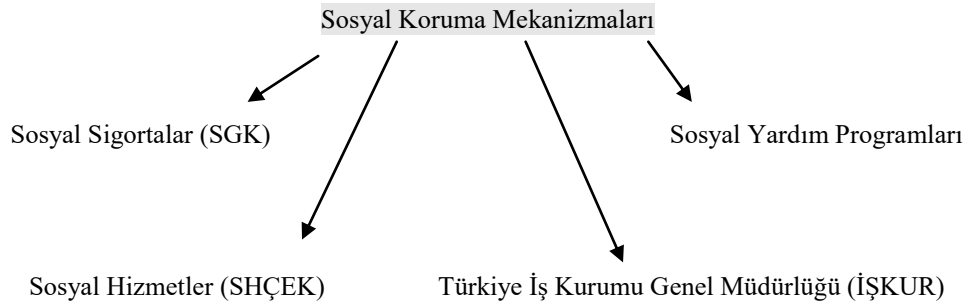 Sosyal Koruma Mekanizmaları
Sosyal Sigortalar (SGK)
Sosyal Yardım Programları
Sosyal Hizmetler (SHÇEK)
Türkiye İş Kurumu Genel Müdürlüğü (İŞKUR)